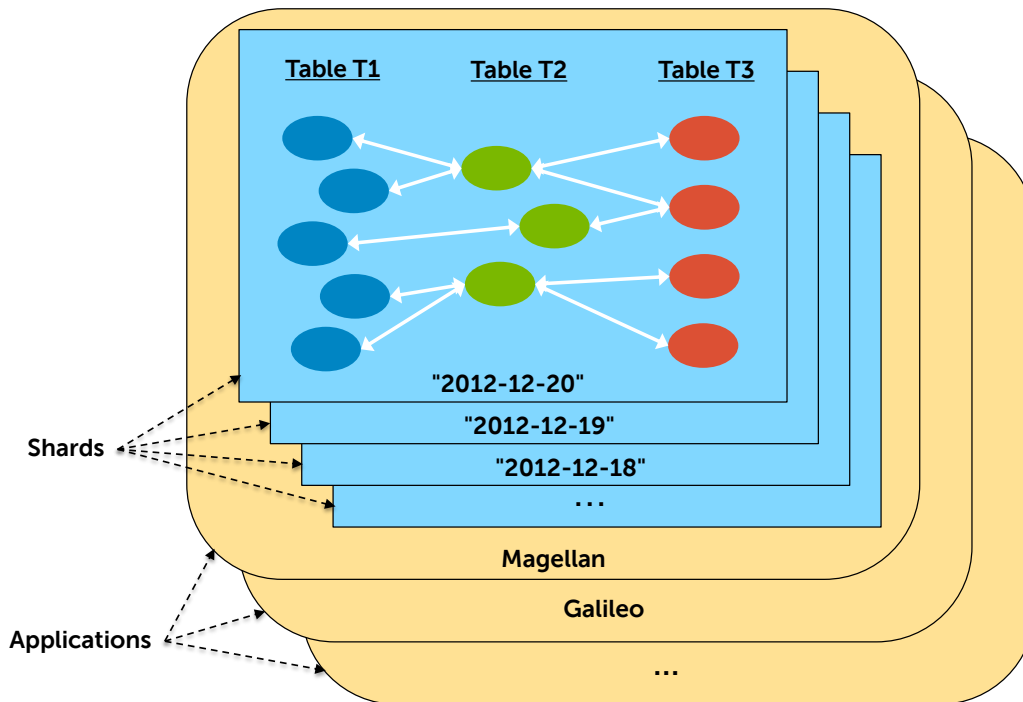 Table T1
Table T2
Table T3
"2012-12-20"
"2012-12-19"
"2012-12-18"
...
Shards
Magellan
Galileo
Applications
...